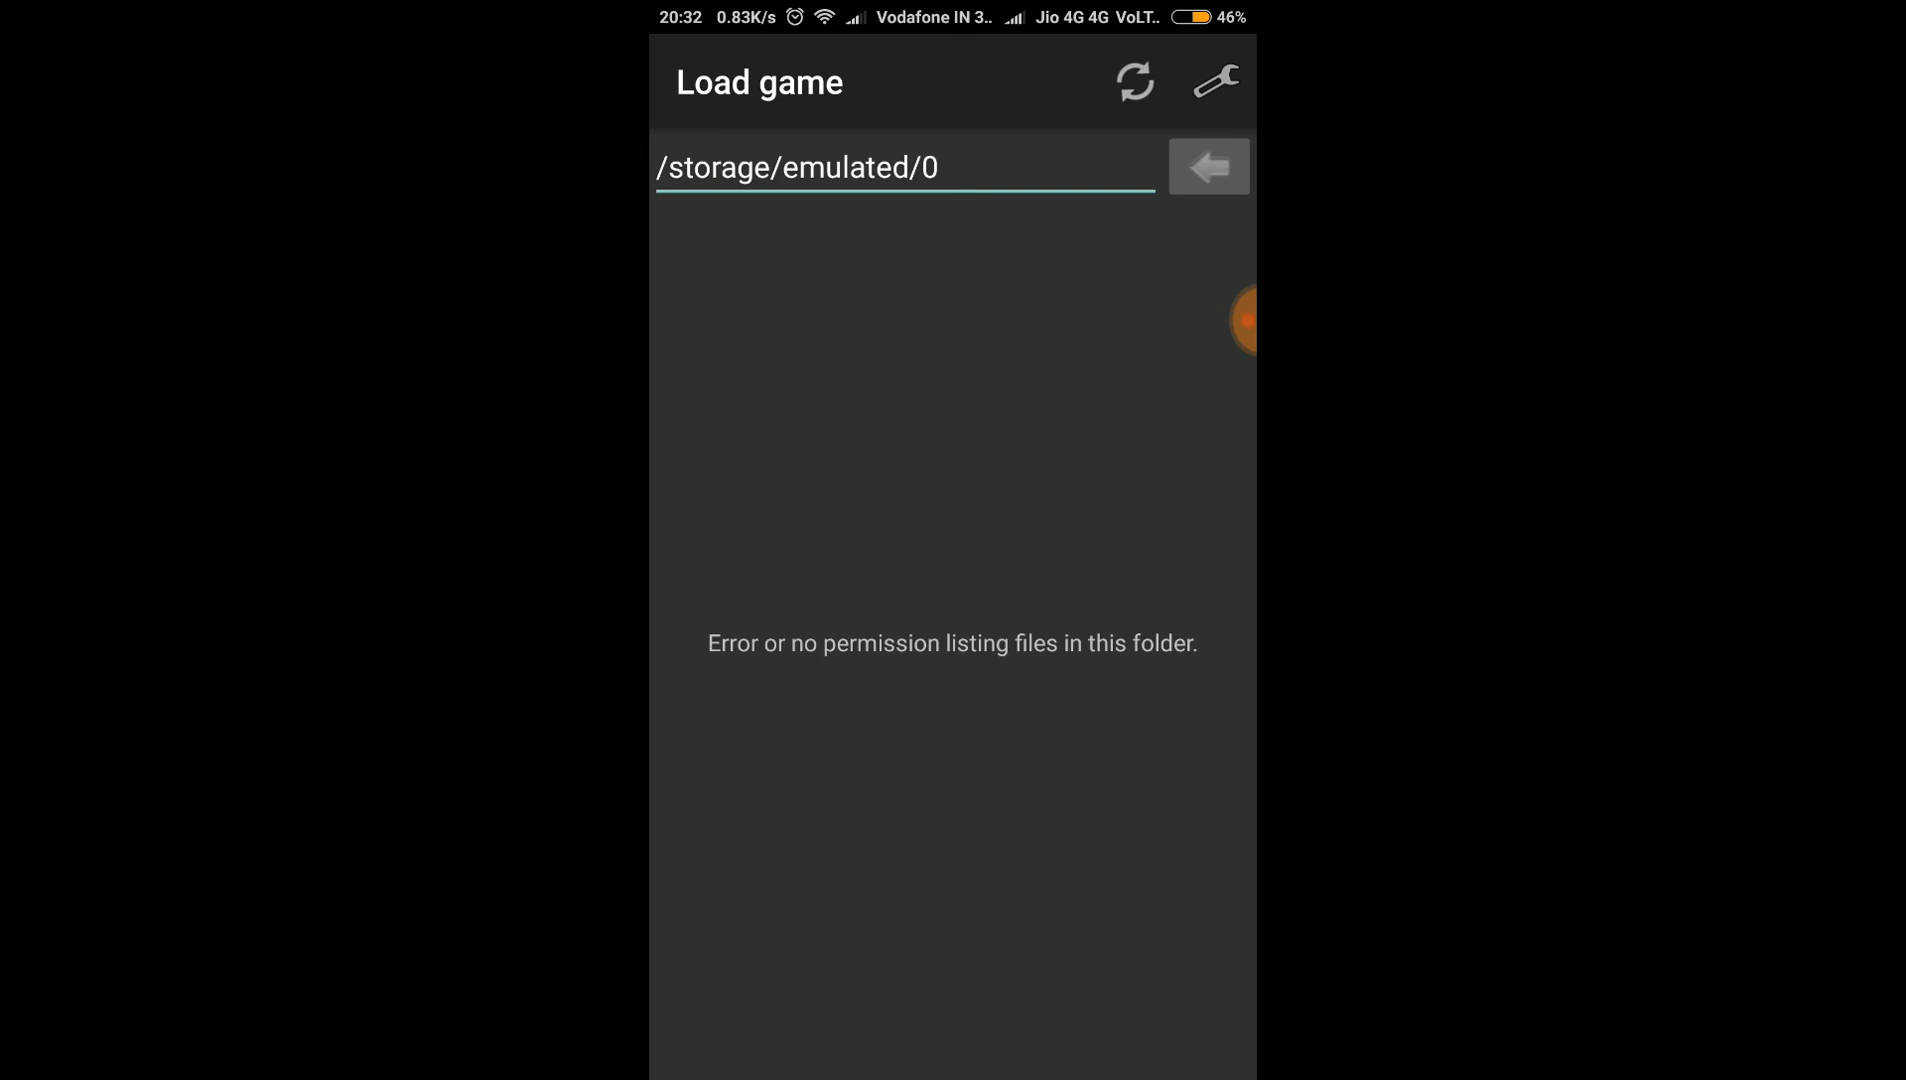 20:32 0.83K/s Vodafone IN 3.. Jio 4G 4G VoLT.. 46%
Load game
/storage/emulated/0
Error or no permission listing files in this folder.